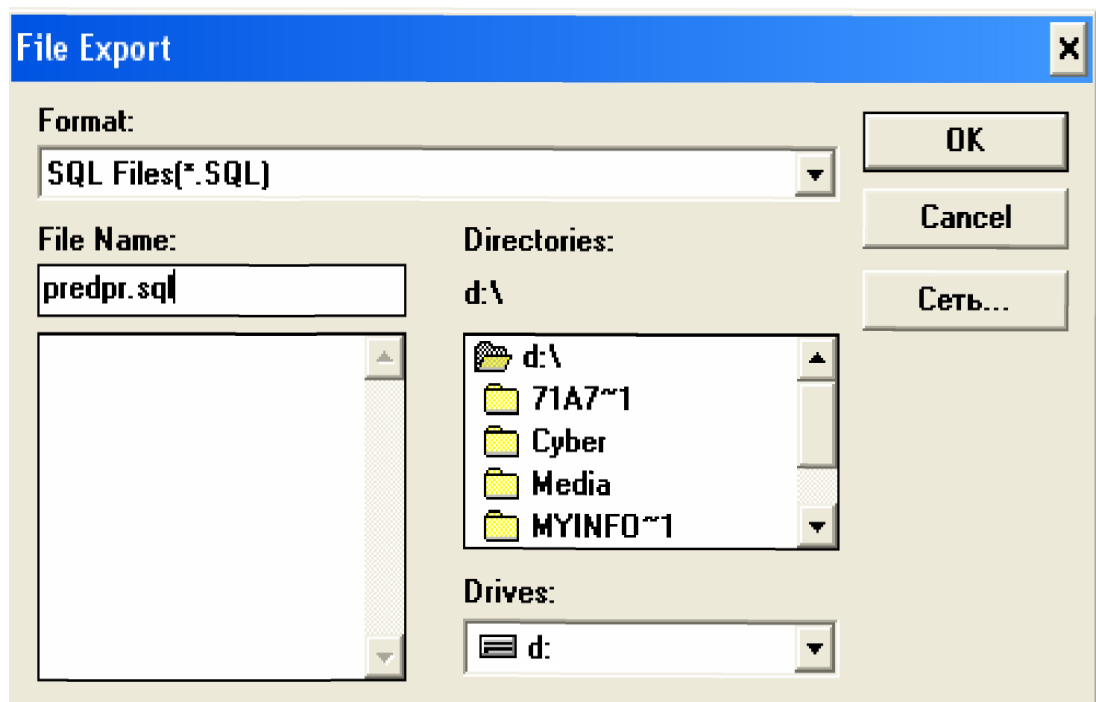 File Export
Format:
SQL Files(*.SQL)
OK
Cancel
File Name:
Directories:
predpr.sql
d:\
Сеть...
d:\
71A7~1
Cyber
Media
MYINFO~1
Drives:
d: